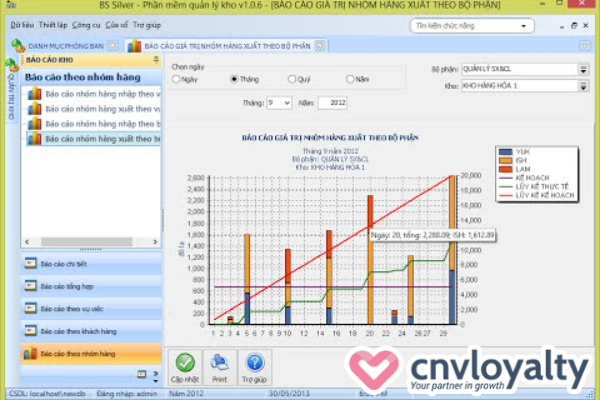 BS Silver - Phần mềm quản lý kho v1.0.6 - [BÁO CÁO GIÁ TRỊ NHÓM HÀNG XUẤT THEO BỘ PHẬN]
Dữ liệu Thiết lập Công cụ Cửa sổ Trợ giúp
Tìm kiếm chức năng
DANH MỤC PHÒNG BAN
BÁO CÁO GIÁ TRỊ NHÓM HÀNG XUẤT THEO BỘ PHẬN
QUẢN TRỊ KHO
BÁO CÁO KHO
Báo cáo theo nhóm hàng
Báo cáo nhóm hàng nhập theo
Báo cáo nhóm hàng xuất theo
Báo cáo nhóm hàng nhập theo
Báo cáo nhóm hàng xuất theo
Báo cáo chi tiết
Báo cáo tổng hợp
Báo cáo theo vụ việc
Báo cáo theo khách hàng
Báo cáo theo nhóm hàng
Chọn ngày
Ngày Tháng Quý Năm
Tháng: 9 Năm: 2012
Bộ phận: QUẢN LÝ SXBCL
Kho: KHO HÀNG HÓA 1
BÁO CÁO GIÁ TRỊ NHÓM HÀNG XUẤT THEO BỘ PHẬN
Tháng 9 năm 2012
Bộ phận: QUẢN LÝ SXBCL
Kho: KHO HÀNG HÓA 1
YUK
ISH
LAM
KẾ HOẠCH
LŨY KẾ THỰC TẾ
LŨY KẾ KẾ HOẠCH
2,600
2,400
2,200
2,000
1,800
1,600
1,400
1,200
1,000
800
600
400
200
0
20,000
18,000
16,000
14,000
10,000
8,000
6,000
4,000
2,000
0
Ngày: 20, tổng: 2,288.09; ISH: 1,612.89
1 2 3 4 5 6 7 8 9 11 13 15 17 19 21 23 25 27 29
Cập nhật Print Trợ giúp
CSDL: localhost\newdb Đăng nhập: admin Năm 2012 30/05/2013
cnvloyalty
Your partner in growth